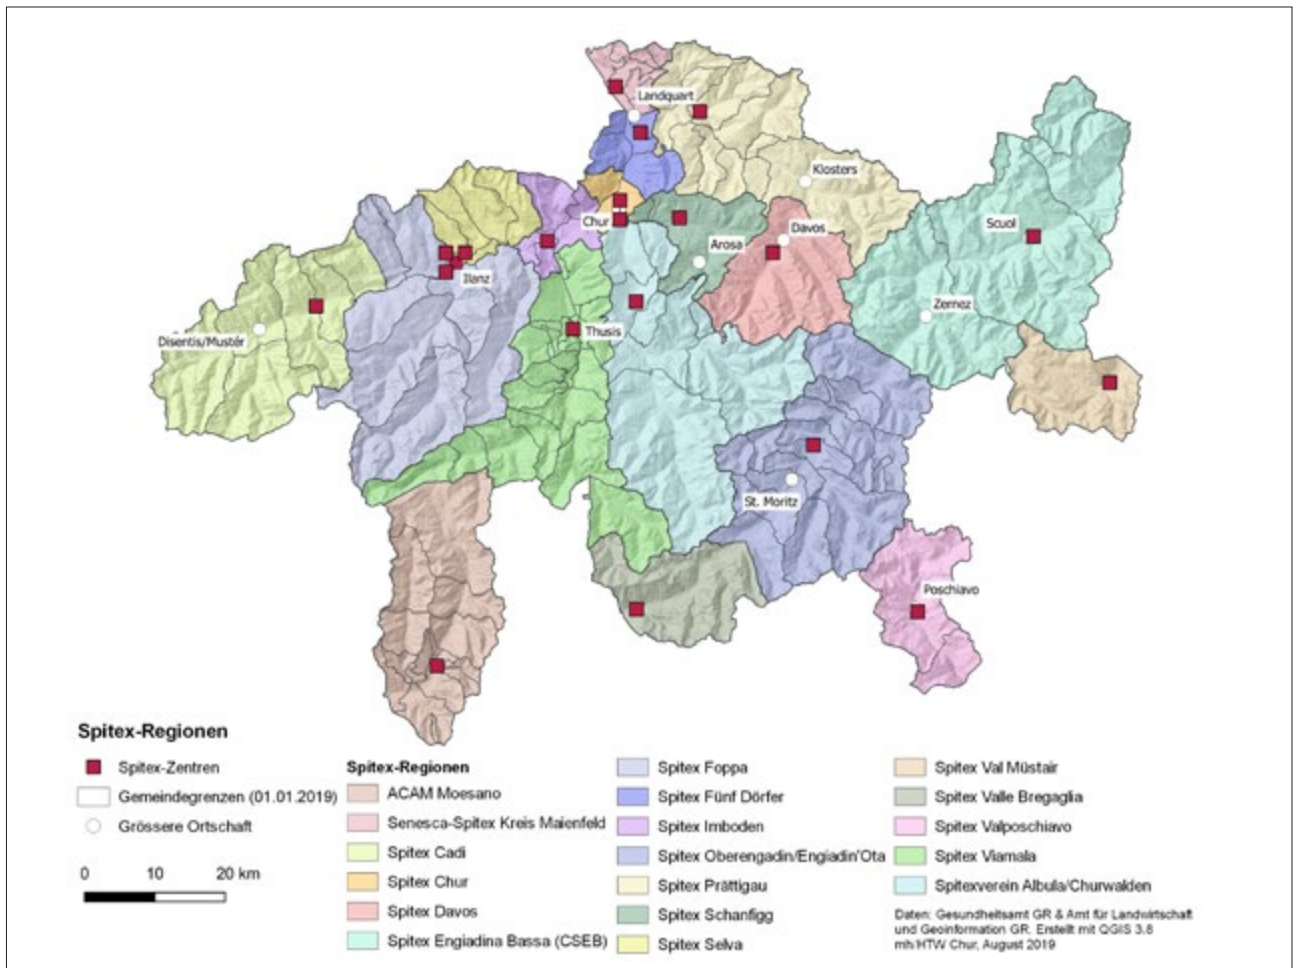 Landquart
Klosters
Chur
Davos
Scuol
Arosa
Ilanz
Zernez
Disentis/Mustér
Thusis
St. Moritz
Poschiavo
Spitex-Regionen
Spitex-Zentren
Gemeindegrenzen (01.01.2019)
Grössere Ortschaft
0 10 20 km
Spitex-Regionen
ACAM Moesano
Senesca-Spitex Kreis Maienfeld
Spitex Cadi
Spitex Chur
Spitex Davos
Spitex Engiadina Bassa (CSEB)
Spitex Foppa
Spitex Fünf Dörfer
Spitex Imboden
Spitex Oberengadin/Engiadin'Ota
Spitex Prättigau
Spitex Schanfigg
Spitex Selva
Spitex Val Müstair
Spitex Valle Bregaglia
Spitex Valposchiavo
Spitex Viamala
Spitexverein Albula/Churwalden
Daten: Gesundheitsamt GR & Amt für Landwirtschaft
und Geoinformation GR. Erstellt mit QGIS 3.8
mh HTW Chur, August 2019